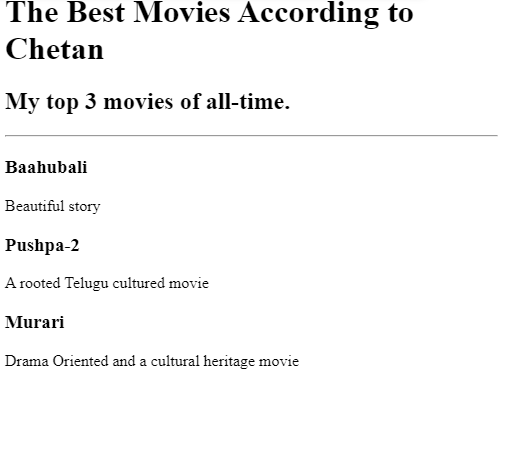 The Best Movies According to
Chetan
My top 3 movies of all-time.
Baahubali
Beautiful story
Pushpa-2
A rooted Telugu cultured movie
Murari
Drama Oriented and a cultural heritage movie